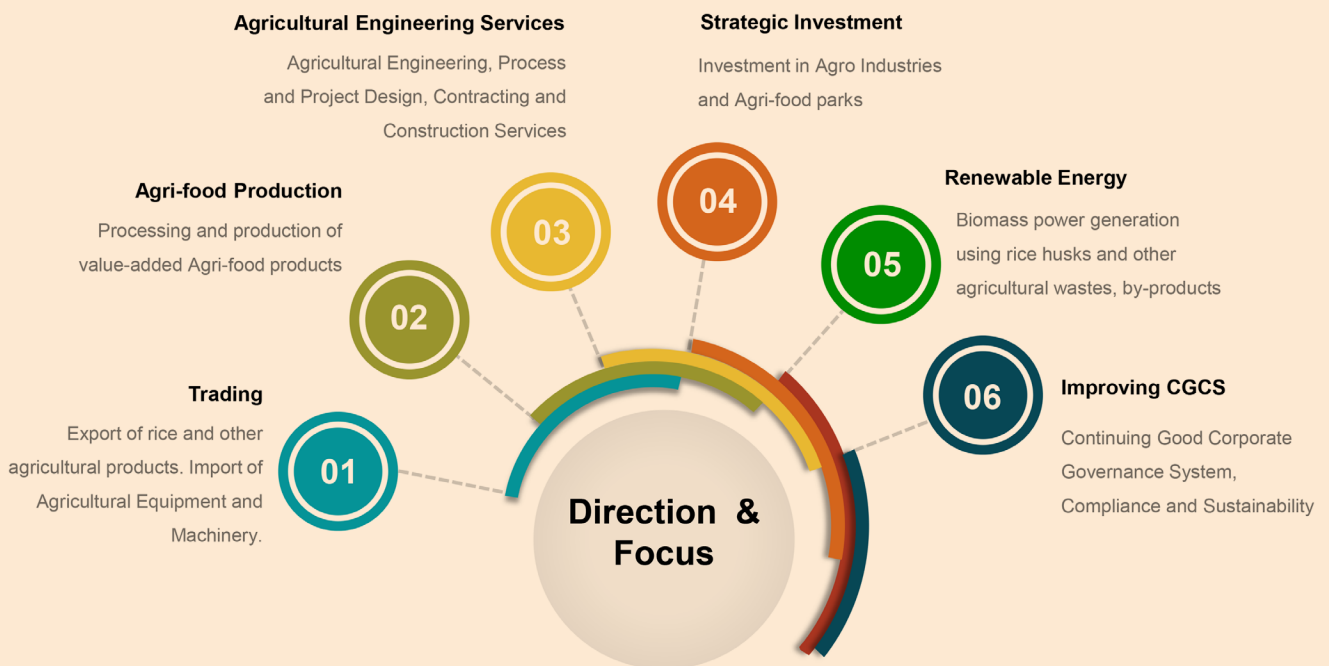 Agricultural Engineering Services
Agricultural Engineering, Process
and Project Design, Contracting and
Construction Services
Strategic Investment
Investment in Agro Industries
and Agri-food parks
Agri-food Production
Processing and production of
value-added Agri-food products
03
04
Renewable Energy
Biomass power generation
using rice husks and other
agricultural wastes, by-products
05
02
Trading
Export of rice and other
agricultural products. Import of
Agricultural Equipment and
Machinery.
01
06
Improving CGCS
Continuing Good Corporate
Governance System,
Compliance and Sustainability
Direction &
Focus